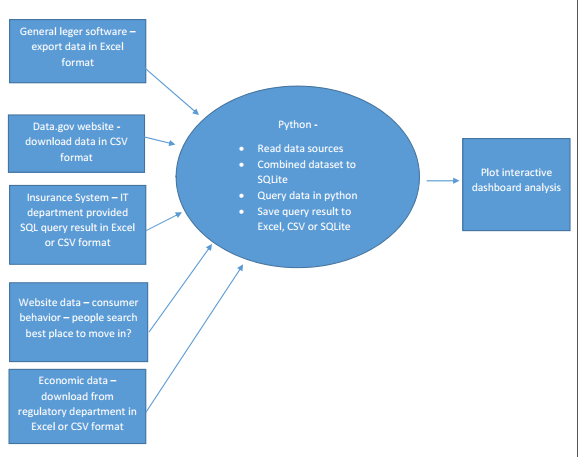 General leger software –
export data in Excel
format
Data.gov website -
download data in CSV
format
Insurance System – IT
department provided
SQL query result in Excel
or CSV format
Website data – consumer
behavior – people search
best place to move in?
Economic data –
download from
regulatory department in
Excel or CSV format
Python -
• Read data sources
• Combined dataset to
SQLite
• Query data in python
• Save query result to
Excel, CSV or SQLite
Plot interactive
dashboard analysis